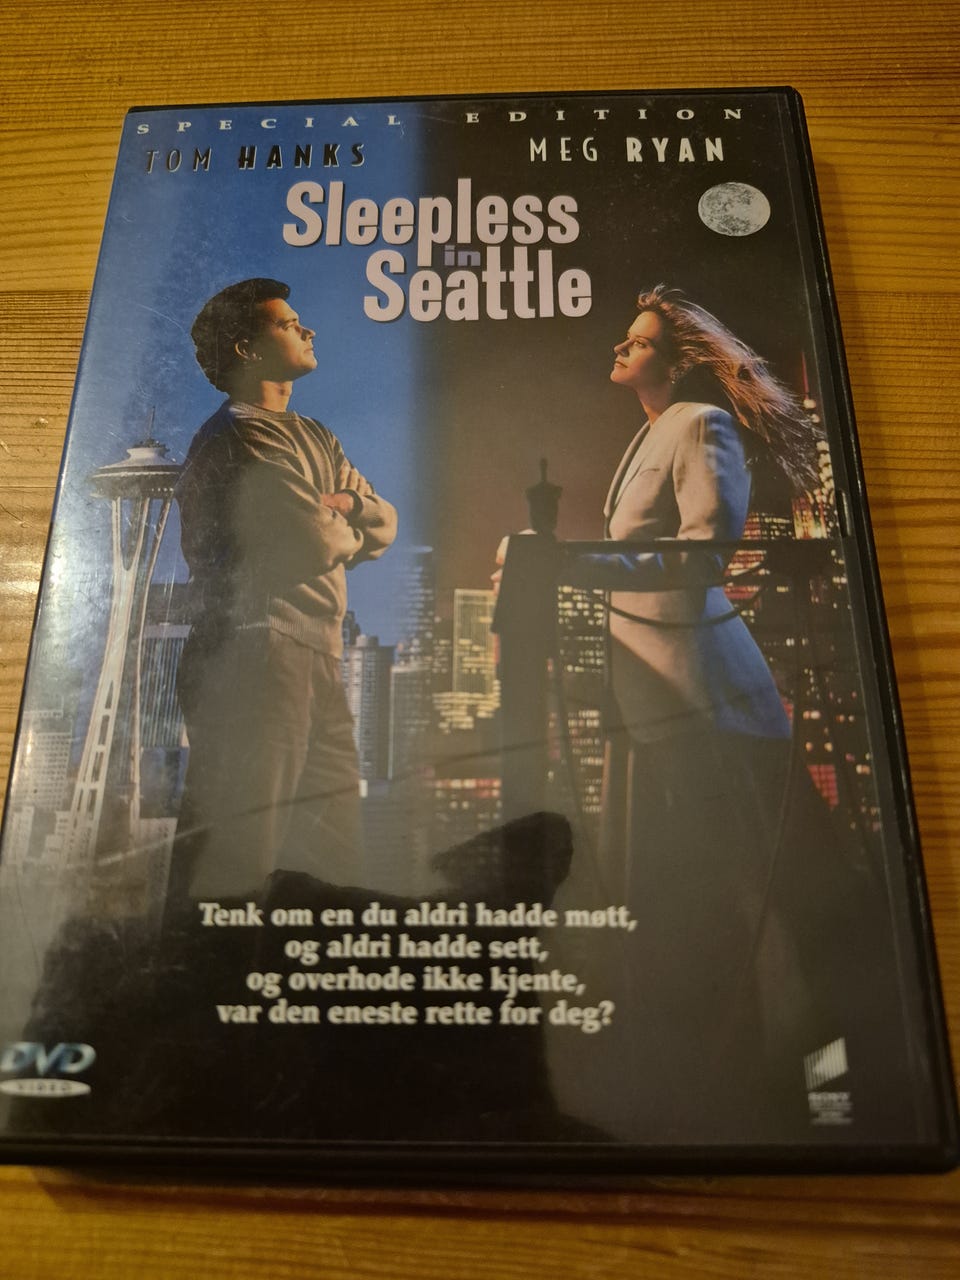 SPECIAL EDITION
TOM HANKS MEG RYAN
Sleepless
in
Seattle
Tenk om en du aldri hadde møtt,
og aldri hadde sett,
og overhode ikke kjente,
var den eneste rette for deg?
DVD
VIDEO
SONY